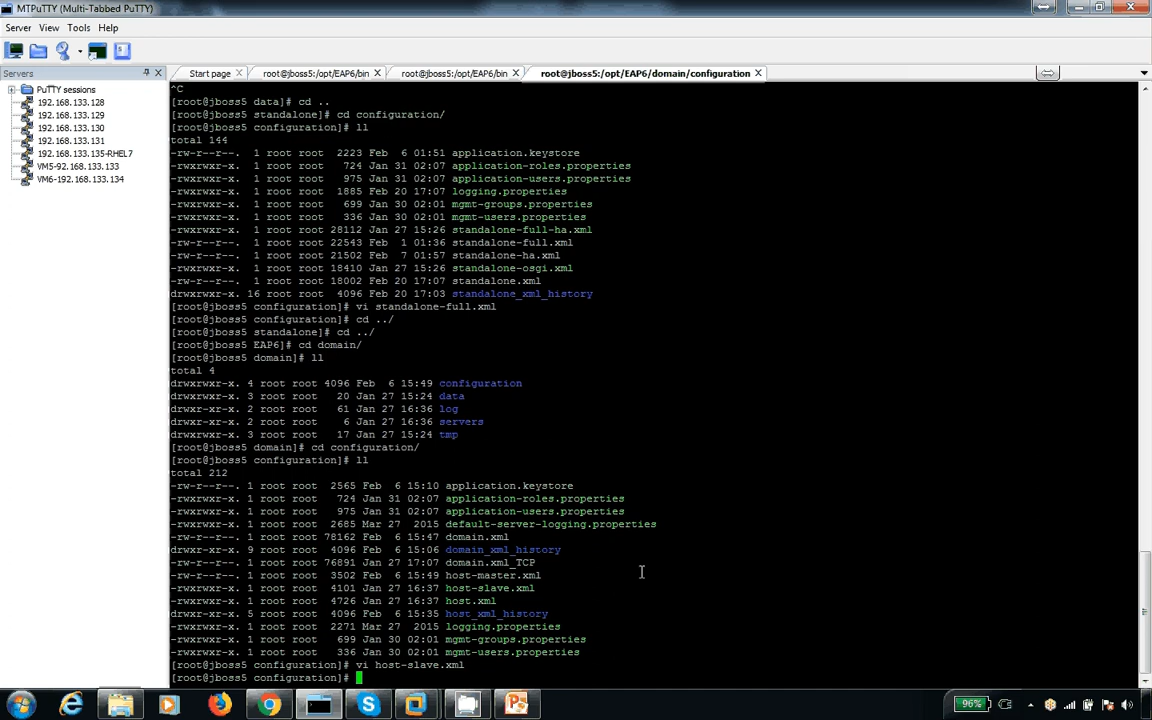 MTPuTTY (Multi-Tabbed PuTTY)
Server View Tools Help
Servers
Start page
root@jboss5:/opt/EAP6/bin
root@jboss5:/opt/EAP6/bin
root@jboss5:/opt/EAP6/domain/configuration
PuTTY sessions
192.168.133.128
192.168.133.129
192.168.133.130
192.168.133.131
192.168.133.135-RHEL7
VM5-92.168.133.133
VM6-192.168.133.134
^C
[root@jboss5 data]# cd ..
[root@jboss5 standalone]# cd configuration/
[root@jboss5 configuration]# ll
total 144
-rw-r--r--. 1 root root 2223 Feb 6 01:51 application.keystore
-rwxrwxr-x. 1 root root 724 Jan 31 02:07 application-roles.properties
-rwxrwxr-x. 1 root root 975 Jan 31 02:07 application-users.properties
-rwxrwxr-x. 1 root root 1885 Feb 20 17:07 logging.properties
-rwxrwxr-x. 1 root root 699 Jan 30 02:01 mgmt-groups.properties
-rwxrwxr-x. 1 root root 336 Jan 30 02:01 mgmt-users.properties
-rwxrwxr-x. 1 root root 28112 Jan 27 15:26 standalone-full-ha.xml
-rw-r--r--. 1 root root 22543 Feb 1 01:36 standalone-full.xml
-rw-r--r--. 1 root root 21502 Feb 7 01:57 standalone-ha.xml
-rwxrwxr-x. 1 root root 18410 Jan 27 15:26 standalone-osgi.xml
-rw-r--r--. 1 root root 18002 Feb 20 17:07 standalone.xml
drwxrwxr-x. 16 root root 4096 Feb 20 17:03 standalone_xml_history
[root@jboss5 configuration]# vi standalone-full.xml
[root@jboss5 configuration]# cd ../
[root@jboss5 standalone]# cd ../
[root@jboss5 EAP6]# cd domain/
[root@jboss5 domain]# ll
total 4
drwxrwxr-x. 4 root root 4096 Feb 6 15:49 configuration
drwxrwxr-x. 3 root root 20 Jan 27 15:24 data
drwxrwxr-x. 2 root root 61 Jan 27 16:36 log
drwxrwxr-x. 2 root root 6 Jan 27 16:36 servers
drwxrwxr-x. 3 root root 17 Jan 27 15:24 tmp
[root@jboss5 domain]# cd configuration/
[root@jboss5 configuration]# ll
total 212
-rw-r--r--. 1 root root 2565 Feb 6 15:10 application.keystore
-rwxrwxr-x. 1 root root 724 Jan 31 02:07 application-roles.properties
-rwxrwxr-x. 1 root root 975 Jan 31 02:07 application-users.properties
-rwxrwxr-x. 1 root root 2685 Mar 27 2015 default-server-logging.properties
-rw-r--r--. 1 root root 78162 Feb 6 15:47 domain.xml
drwxrwxr-x. 9 root root 4096 Feb 6 15:06 domain_xml_history
-rw-r--r--. 1 root root 76891 Jan 27 17:07 domain.xml_TCP
-rw-r--r--. 1 root root 3502 Feb 6 15:49 host-master.xml
-rwxrwxr-x. 1 root root 4101 Jan 27 16:37 host-slave.xml
-rwxrwxr-x. 1 root root 4726 Jan 27 16:37 host.xml
drwxrwxr-x. 5 root root 4096 Feb 6 15:35 host_xml_history
-rwxrwxr-x. 1 root root 2271 Mar 27 2015 logging.properties
-rwxrwxr-x. 1 root root 699 Jan 30 02:01 mgmt-groups.properties
-rwxrwxr-x. 1 root root 336 Jan 30 02:01 mgmt-users.properties
[root@jboss5 configuration]# vi host-slave.xml
[root@jboss5 configuration]#
96%